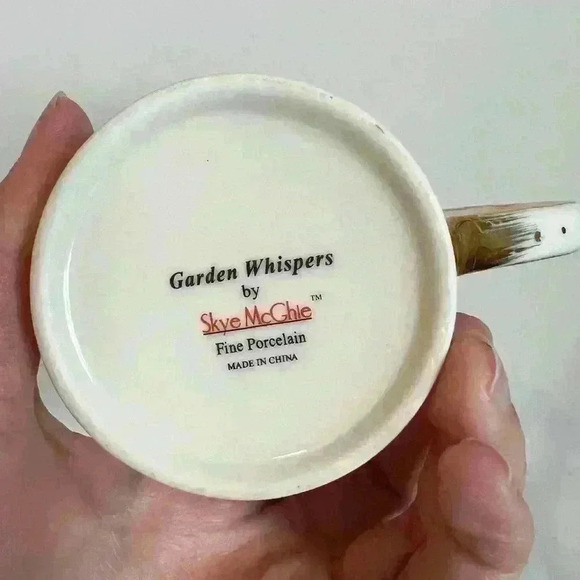 Garden Whispers
by
Skye McGhie™
Fine Porcelain
MADE IN CHINA